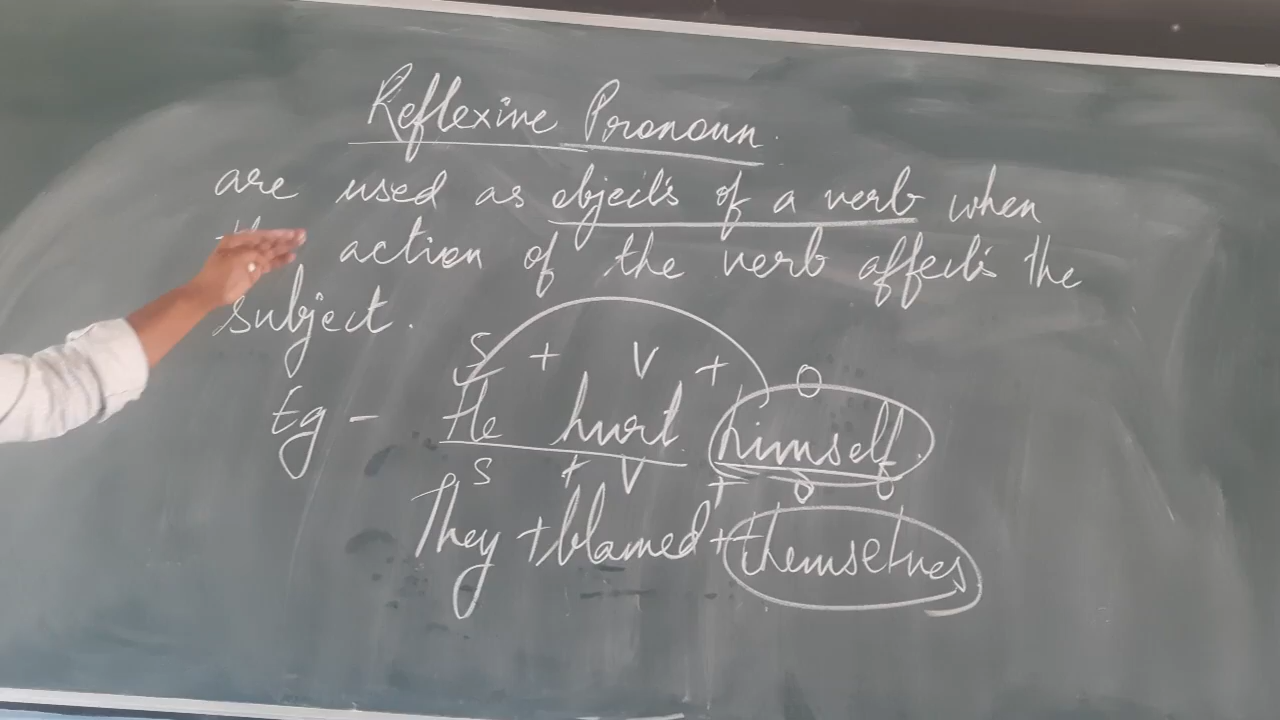 Reflexive Pronoun.
are used as objects of a verb when
the action of the verb affects the
subject.
S + V + O
Eg - He hurt himself.
S + V + O
They + blamed + themselves